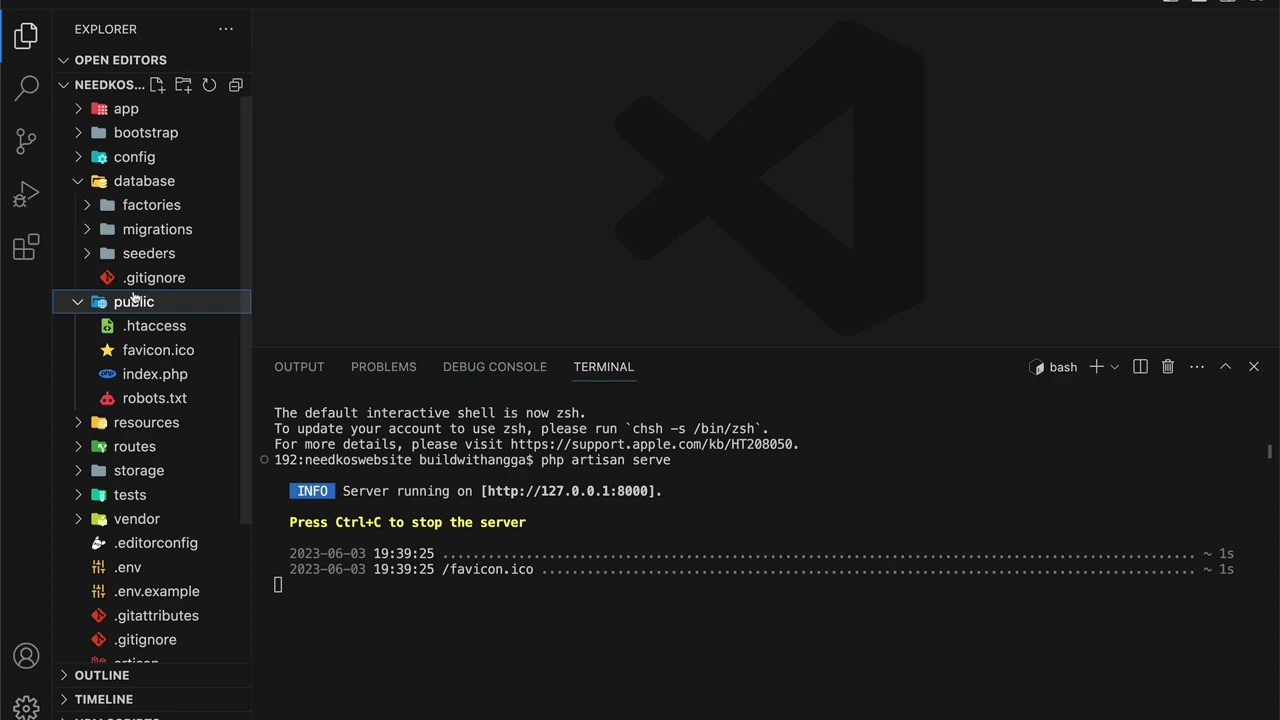 EXPLORER
OPEN EDITORS
NEEDKOS...
app
bootstrap
config
database
factories
migrations
seeders
.gitignore
public
.htaccess
favicon.ico
index.php
robots.txt
resources
routes
storage
tests
vendor
.editorconfig
.env
.env.example
.gitattributes
.gitignore
artisan
OUTLINE
TIMELINE
NPM SCRIPTS
OUTPUT PROBLEMS DEBUG CONSOLE TERMINAL
bash
The default interactive shell is now zsh.
To update your account to use zsh, please run `chsh -s /bin/zsh`.
For more details, please visit https://support.apple.com/kb/HT208050.
192:needkoswebsite buildwithangga$ php artisan serve
INFO Server running on [http://127.0.0.1:8000].
Press Ctrl+C to stop the server
2023-06-03 19:39:25 .................................................................................................. ~ 1s
2023-06-03 19:39:25 /favicon.ico ..................................................................................... ~ 1s